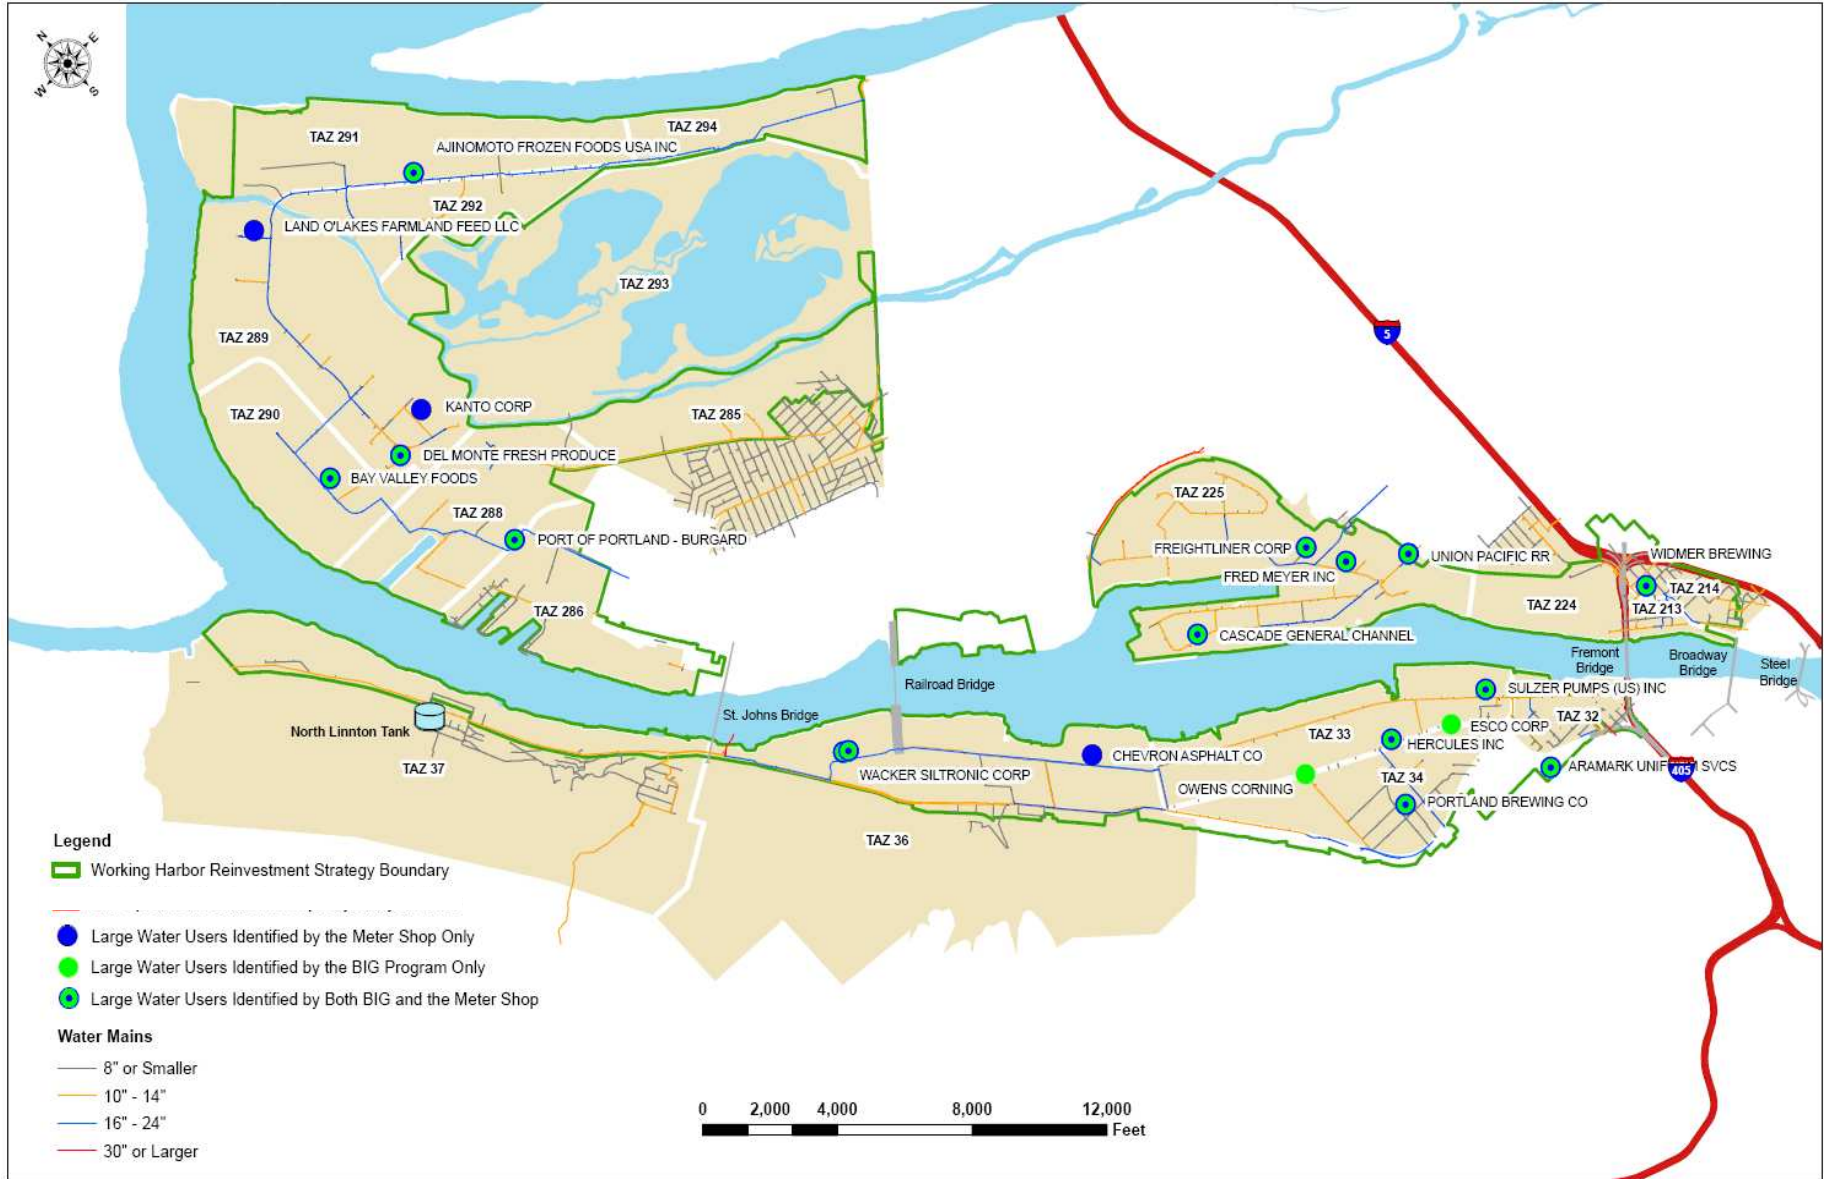 N
E
W
S
TAZ 291
TAZ 294
AJINOMOTO FROZEN FOODS USA INC
TAZ 292
LAND O'LAKES FARMLAND FEED LLC
TAZ 293
TAZ 289
5
KANTO CORP
TAZ 290
TAZ 285
DEL MONTE FRESH PRODUCE
BAY VALLEY FOODS
TAZ 225
TAZ 288
PORT OF PORTLAND - BURGARD
FREIGHTLINER CORP
UNION PACIFIC RR
WIDMER BREWING
FRED MEYER INC
TAZ 214
TAZ 286
TAZ 224
TAZ 213
CASCADE GENERAL CHANNEL
Fremont
Bridge
Broadway
Bridge
Steel
Bridge
Railroad Bridge
SULZER PUMPS (US) INC
St. Johns Bridge
TAZ 32
ESCO CORP
North Linnton Tank
TAZ 33
HERCULES INC
CHEVRON ASPHALT CO
TAZ 37
WACKER SILTRONIC CORP
TAZ 34
ARAMARK SVCS
405
OWENS CORNING
PORTLAND BREWING CO
TAZ 36
Legend
Working Harbor Reinvestment Strategy Boundary
Large Water Users Identified by the Meter Shop Only
Large Water Users Identified by the BIG Program Only
Large Water Users Identified by Both BIG and the Meter Shop
Water Mains
8" or Smaller
10" - 14"
16" - 24"
30" or Larger
0 2,000 4,000 8,000 12,000
Feet